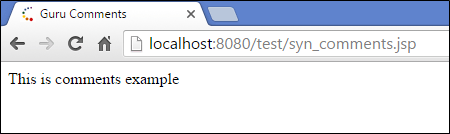 Guru Comments
localhost:8080/test/syn_comments.jsp
This is comments example